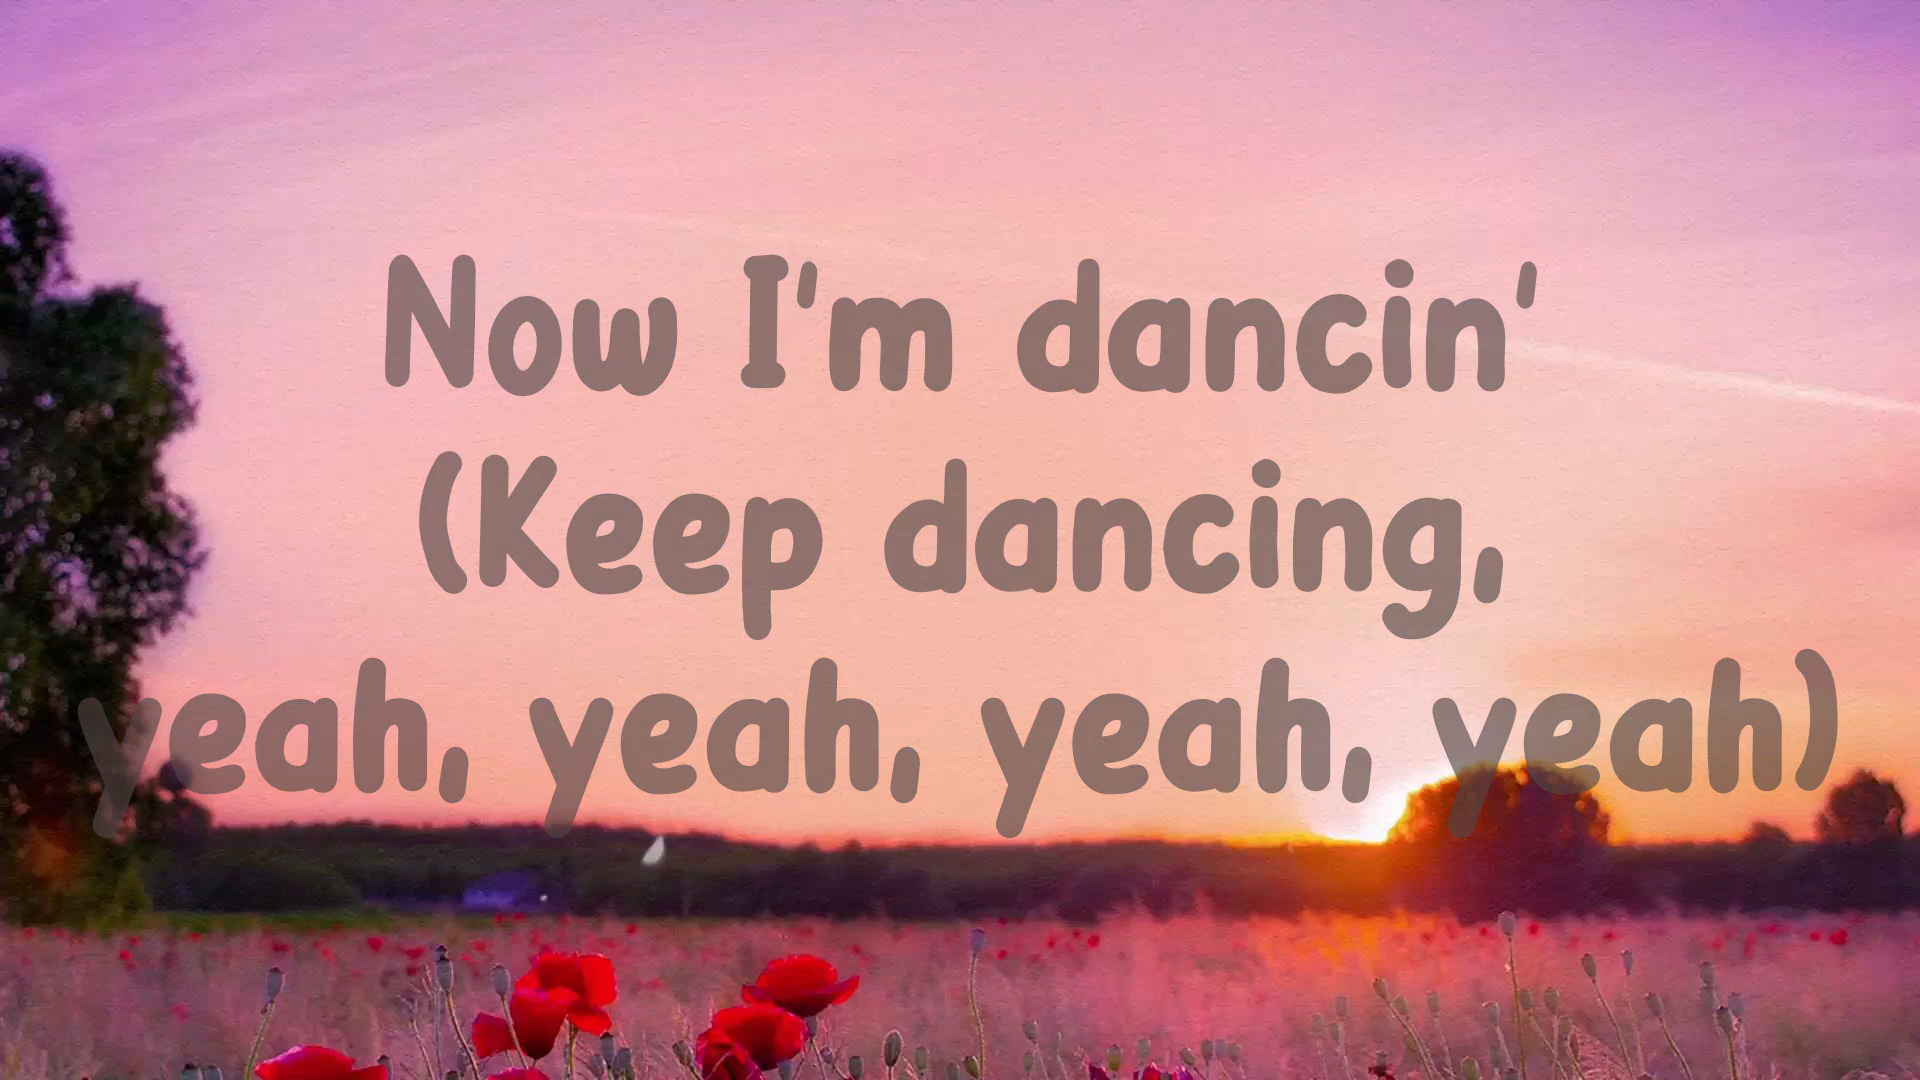 Now I'm dancin'
(Keep dancing,
yeah, yeah, yeah, yeah)